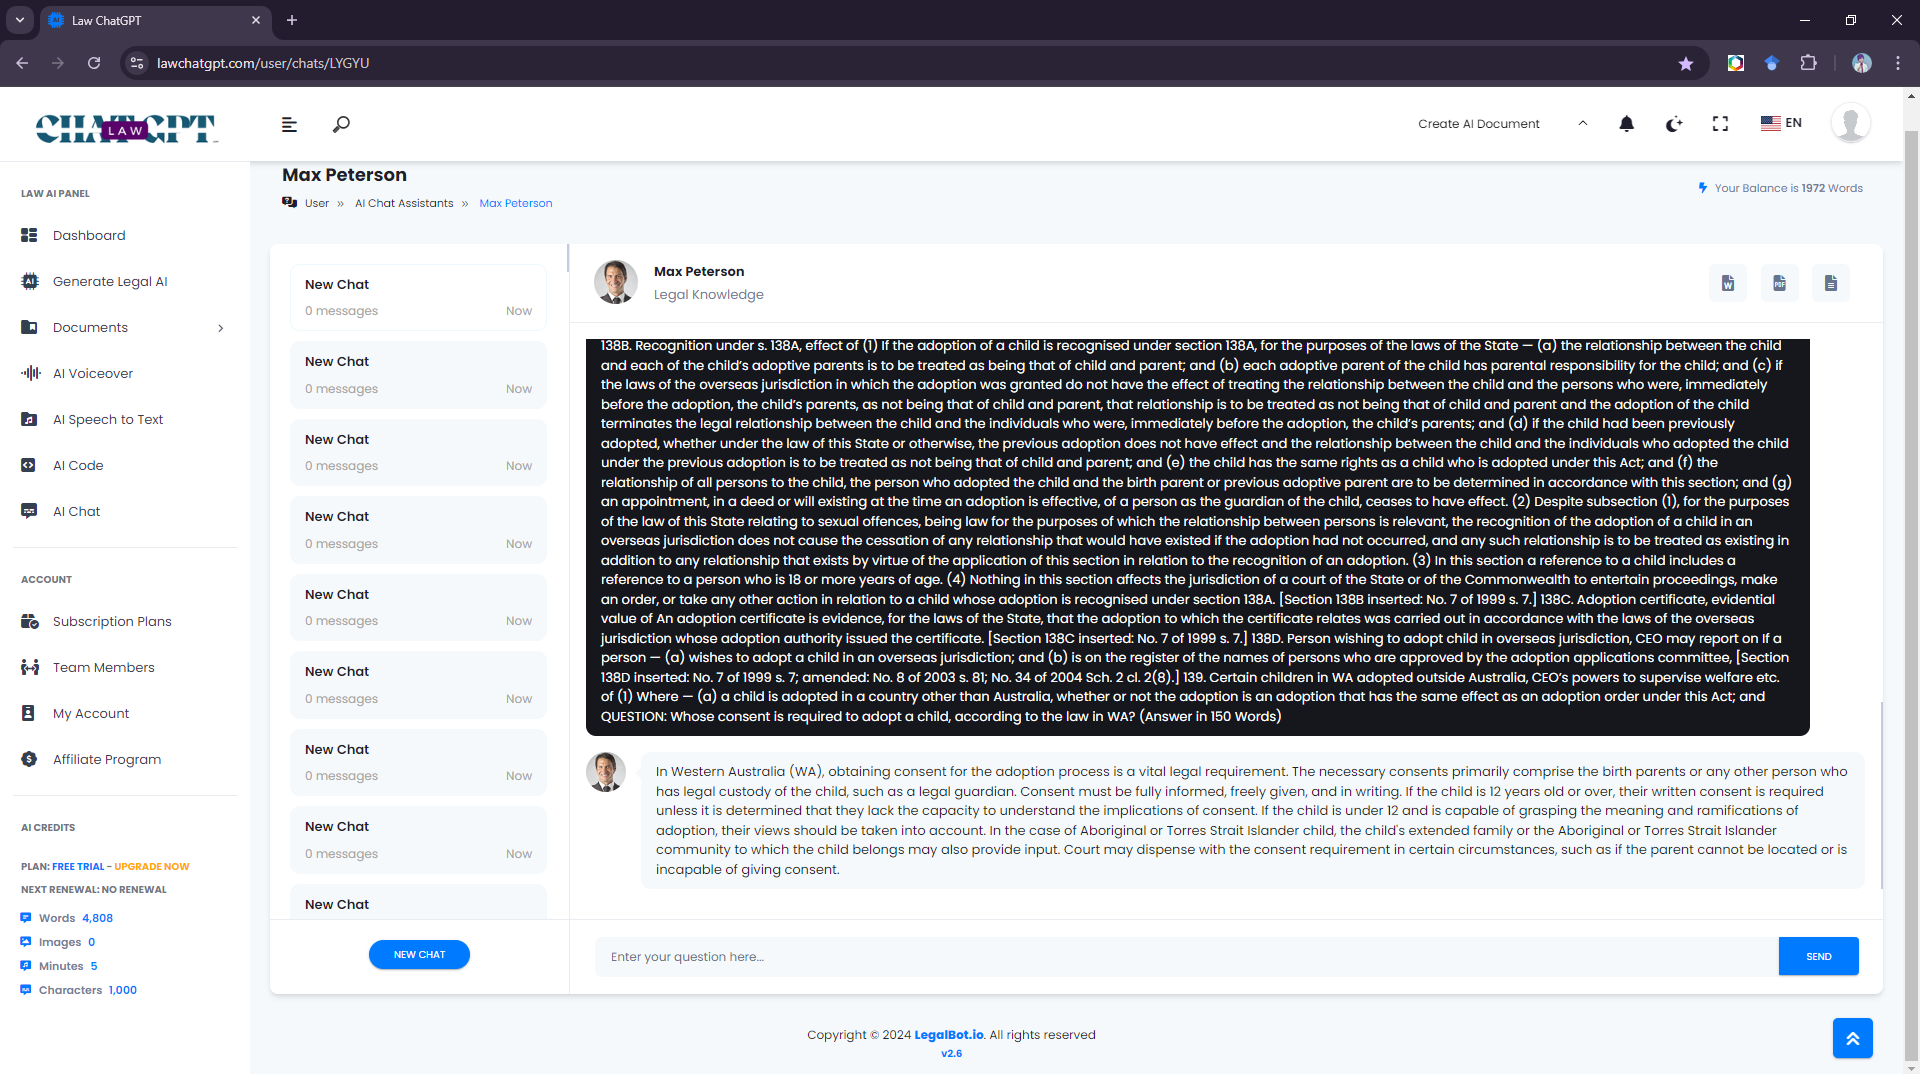 Law ChatGPT
lawchatgpt.com/user/chats/LYGYU
CHATGPT
LAW
Create AI Document
EN
LAW AI PANEL
Dashboard
Generate Legal AI
Documents
AI Voiceover
AI Speech to Text
AI Code
AI Chat
ACCOUNT
Subscription Plans
Team Members
My Account
Affiliate Program
AI CREDITS
PLAN: FREE TRIAL - UPGRADE NOW
NEXT RENEWAL: NO RENEWAL
Words 4,808
Images 0
Minutes 5
Characters 1,000
Max Peterson
User » AI Chat Assistants » Max Peterson
Your Balance is 1972 Words
New Chat
0 messages Now
New Chat
0 messages Now
New Chat
0 messages Now
New Chat
0 messages Now
New Chat
0 messages Now
New Chat
0 messages Now
New Chat
0 messages Now
New Chat
0 messages Now
New Chat
NEW CHAT
Max Peterson
Legal Knowledge
138B. Recognition under s. 138A, effect of (1) If the adoption of a child is recognised under section 138A, for the purposes of the laws of the State — (a) the relationship between the child
and each of the child’s adoptive parents is to be treated as being that of child and parent; and (b) each adoptive parent of the child has parental responsibility for the child; and (c) if
the laws of the overseas jurisdiction in which the adoption was granted do not have the effect of treating the relationship between the child and the persons who were, immediately
before the adoption, the child’s parents, as not being that of child and parent, that relationship is to be treated as not being that of child and parent and the adoption of the child
terminates the legal relationship between the child and the individuals who were, immediately before the adoption, the child’s parents; and (d) if the child had been previously
adopted, whether under the law of this State or otherwise, the previous adoption does not have effect and the relationship between the child and the individuals who adopted the child
under the previous adoption is to be treated as not being that of child and parent; and (e) the child has the same rights as a child who is adopted under this Act; and (f) the
relationship of all persons to the child, the person who adopted the child and the birth parent or previous adoptive parent are to be determined in accordance with this section; and (g)
an appointment, in a deed or will existing at the time an adoption is effective, of a person as the guardian of the child, ceases to have effect. (2) Despite subsection (1), for the purposes
of the law of this State relating to sexual offences, being law for the purposes of which the relationship between persons is relevant, the recognition of the adoption of a child in an
overseas jurisdiction does not cause the cessation of any relationship that would have existed if the adoption had not occurred, and any such relationship is to be treated as existing in
addition to any relationship that exists by virtue of the application of this section in relation to the recognition of an adoption. (3) In this section a reference to a child includes a
reference to a person who is 18 or more years of age. (4) Nothing in this section affects the jurisdiction of a court of the State or of the Commonwealth to entertain proceedings, make
an order, or take any other action in relation to a child whose adoption is recognised under section 138A. [Section 138B inserted: No. 7 of 1999 s. 7.] 138C. Adoption certificate, evidential
value of An adoption certificate is evidence, for the laws of the State, that the adoption to which the certificate relates was carried out in accordance with the laws of the overseas
jurisdiction whose adoption authority issued the certificate. [Section 138C inserted: No. 7 of 1999 s. 7.] 138D. Person wishing to adopt child in overseas jurisdiction, CEO may report on If a
person — (a) wishes to adopt a child in an overseas jurisdiction; and (b) is on the register of the names of persons who are approved by the adoption applications committee, [Section
138D inserted: No. 7 of 1999 s. 7; amended: No. 8 of 2003 s. 81; No. 34 of 2004 Sch. 2 cl. 2(8).] 139. Certain children in WA adopted outside Australia, CEO’s powers to supervise welfare etc.
of (1) Where — (a) a child is adopted in a country other than Australia, whether or not the adoption is an adoption that has the same effect as an adoption order under this Act; and
QUESTION: Whose consent is required to adopt a child, according to the law in WA? (Answer in 150 Words)
In Western Australia (WA), obtaining consent for the adoption process is a vital legal requirement. The necessary consents primarily comprise the birth parents or any other person who
has legal custody of the child, such as a legal guardian. Consent must be fully informed, freely given, and in writing. If the child is 12 years old or over, their written consent is required
unless it is determined that they lack the capacity to understand the implications of consent. If the child is under 12 and is capable of grasping the meaning and ramifications of
adoption, their views should be taken into account. In the case of Aboriginal or Torres Strait Islander child, the child's extended family or the Aboriginal or Torres Strait Islander
community to which the child belongs may also provide input. Court may dispense with the consent requirement in certain circumstances, such as if the parent cannot be located or is
incapable of giving consent.
Enter your question here...
SEND
Copyright © 2024 LegalBot.io. All rights reserved
v2.6